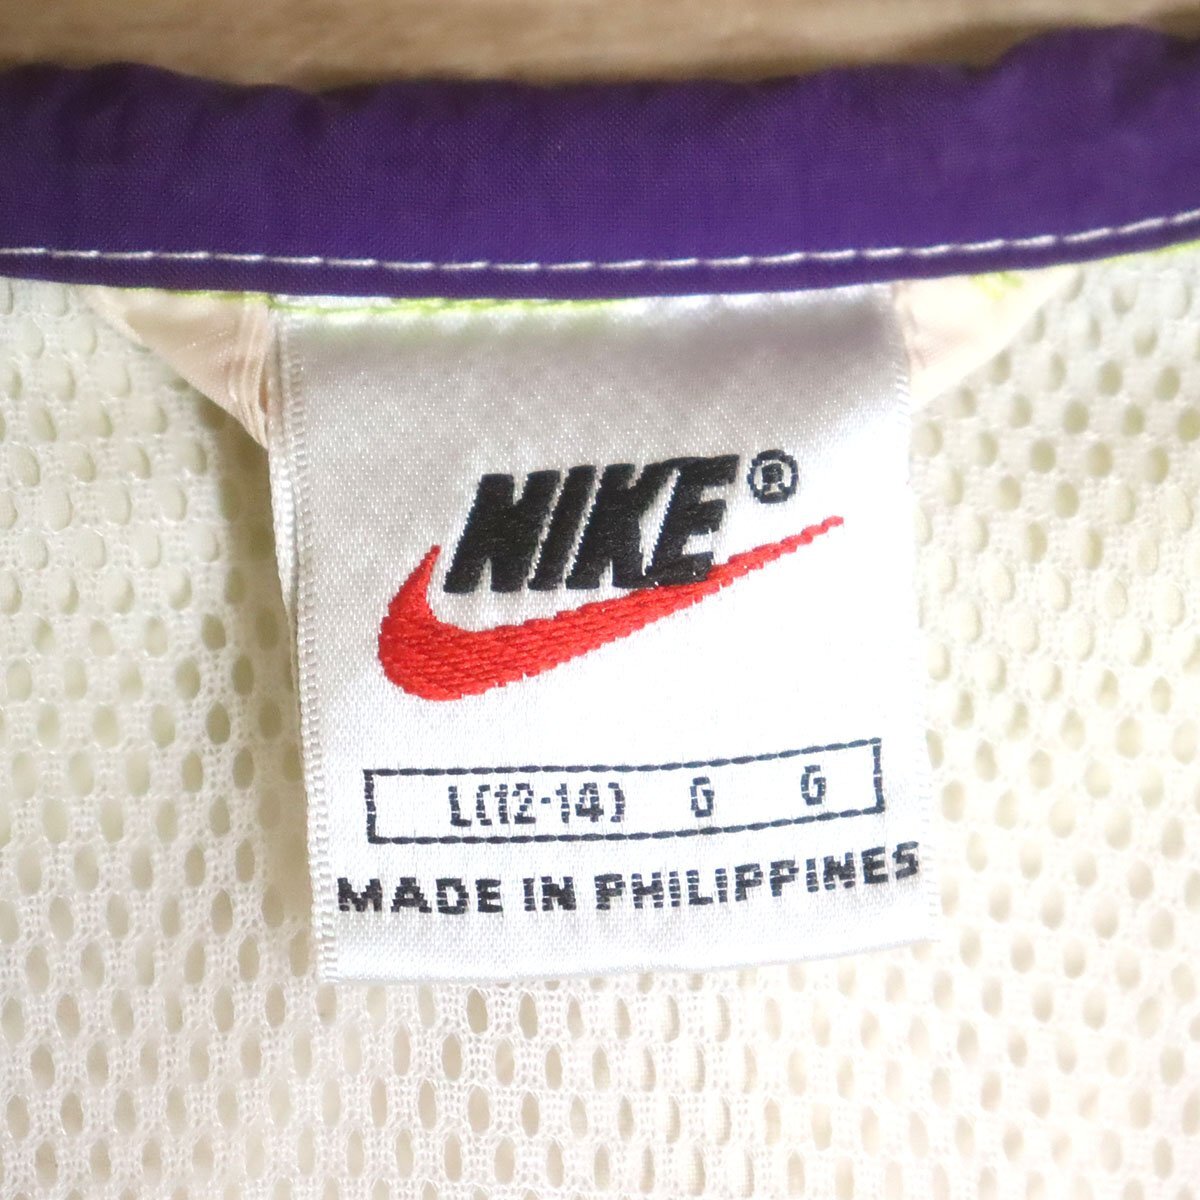 NIKE®
L(12-14) G G
MADE IN PHILIPPINES